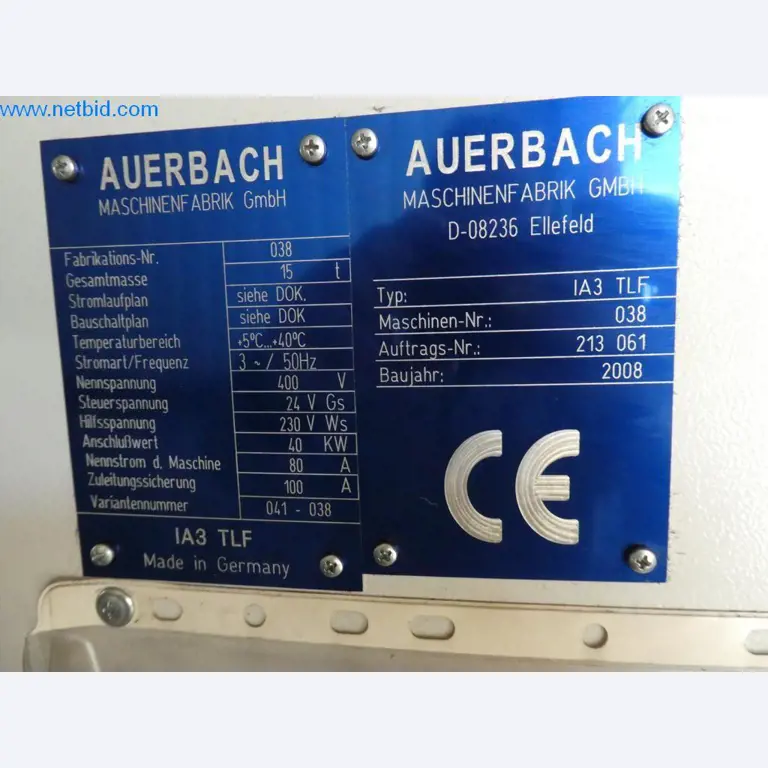 www.netbid.com
AUERBACH
MASCHINENFABRIK GmbH
Fabrikations-Nr. 038
Gesamtmasse 15 t
Stromlaufplan siehe DOK.
Bauschaltplan siehe DOK
Temperaturbereich +5°C...+40°C
Stromart/Frequenz 3 ~ / 50Hz
Nennspannung 400 V
Steuerspannung 24 V Gs
Hilfsspannung 230 V Ws
Anschlußwert 40 KW
Nennstrom d. Maschine 80 A
Zuleitungssicherung 100 A
Variantennummer 041 - 038
IA3 TLF
Made in Germany
AUERBACH
MASCHINENFABRIK GMBH
D-08236 Ellefeld
Typ: IA3 TLF
Maschinen-Nr.: 038
Auftrags-Nr.: 213 061
Baujahr: 2008
CE